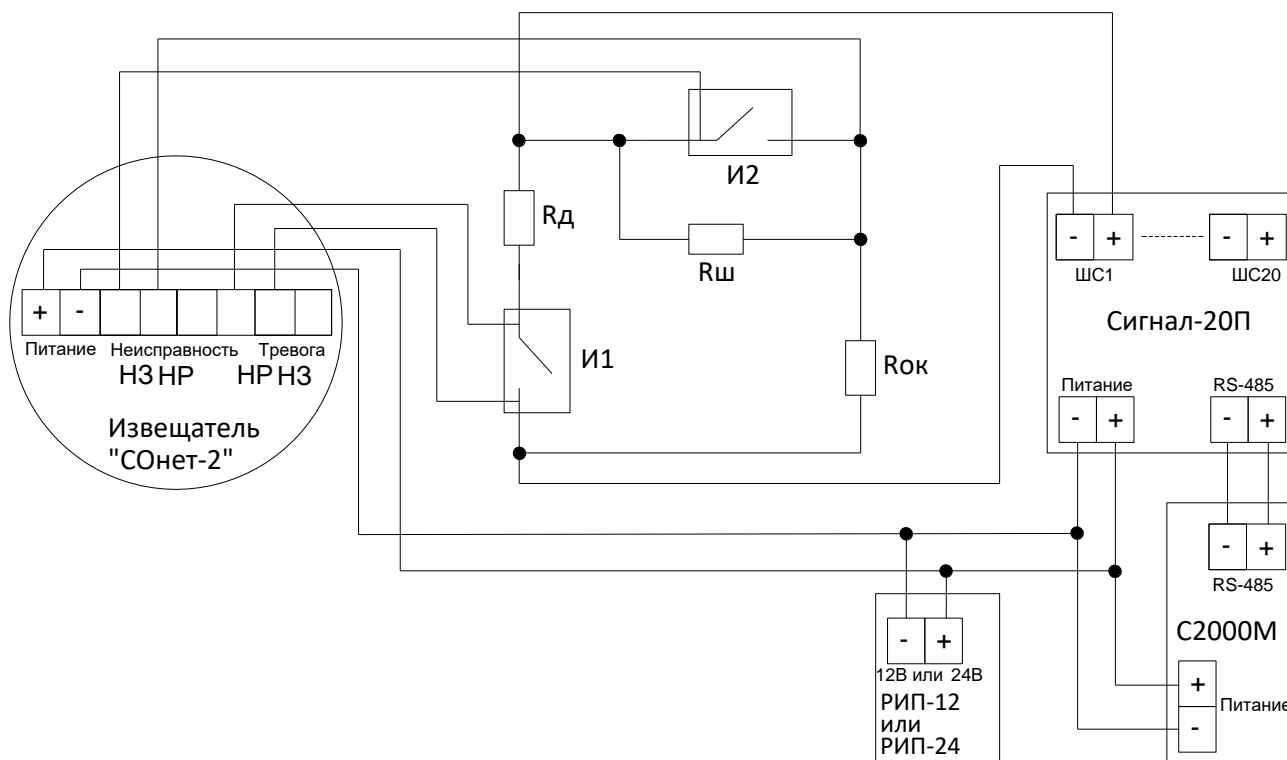 И2
Rд
Rш
И1
Rок
+ -
Питание Неисправность Тревога
НЗ НР НР НЗ
Извещатель
"СОнет-2"
- + - +
ШС1 ШС20
Сигнал-20П
Питание RS-485
- + - +
- +
RS-485
С2000М
- +
12В или 24В
РИП-12
или
РИП-24
+
Питание
-